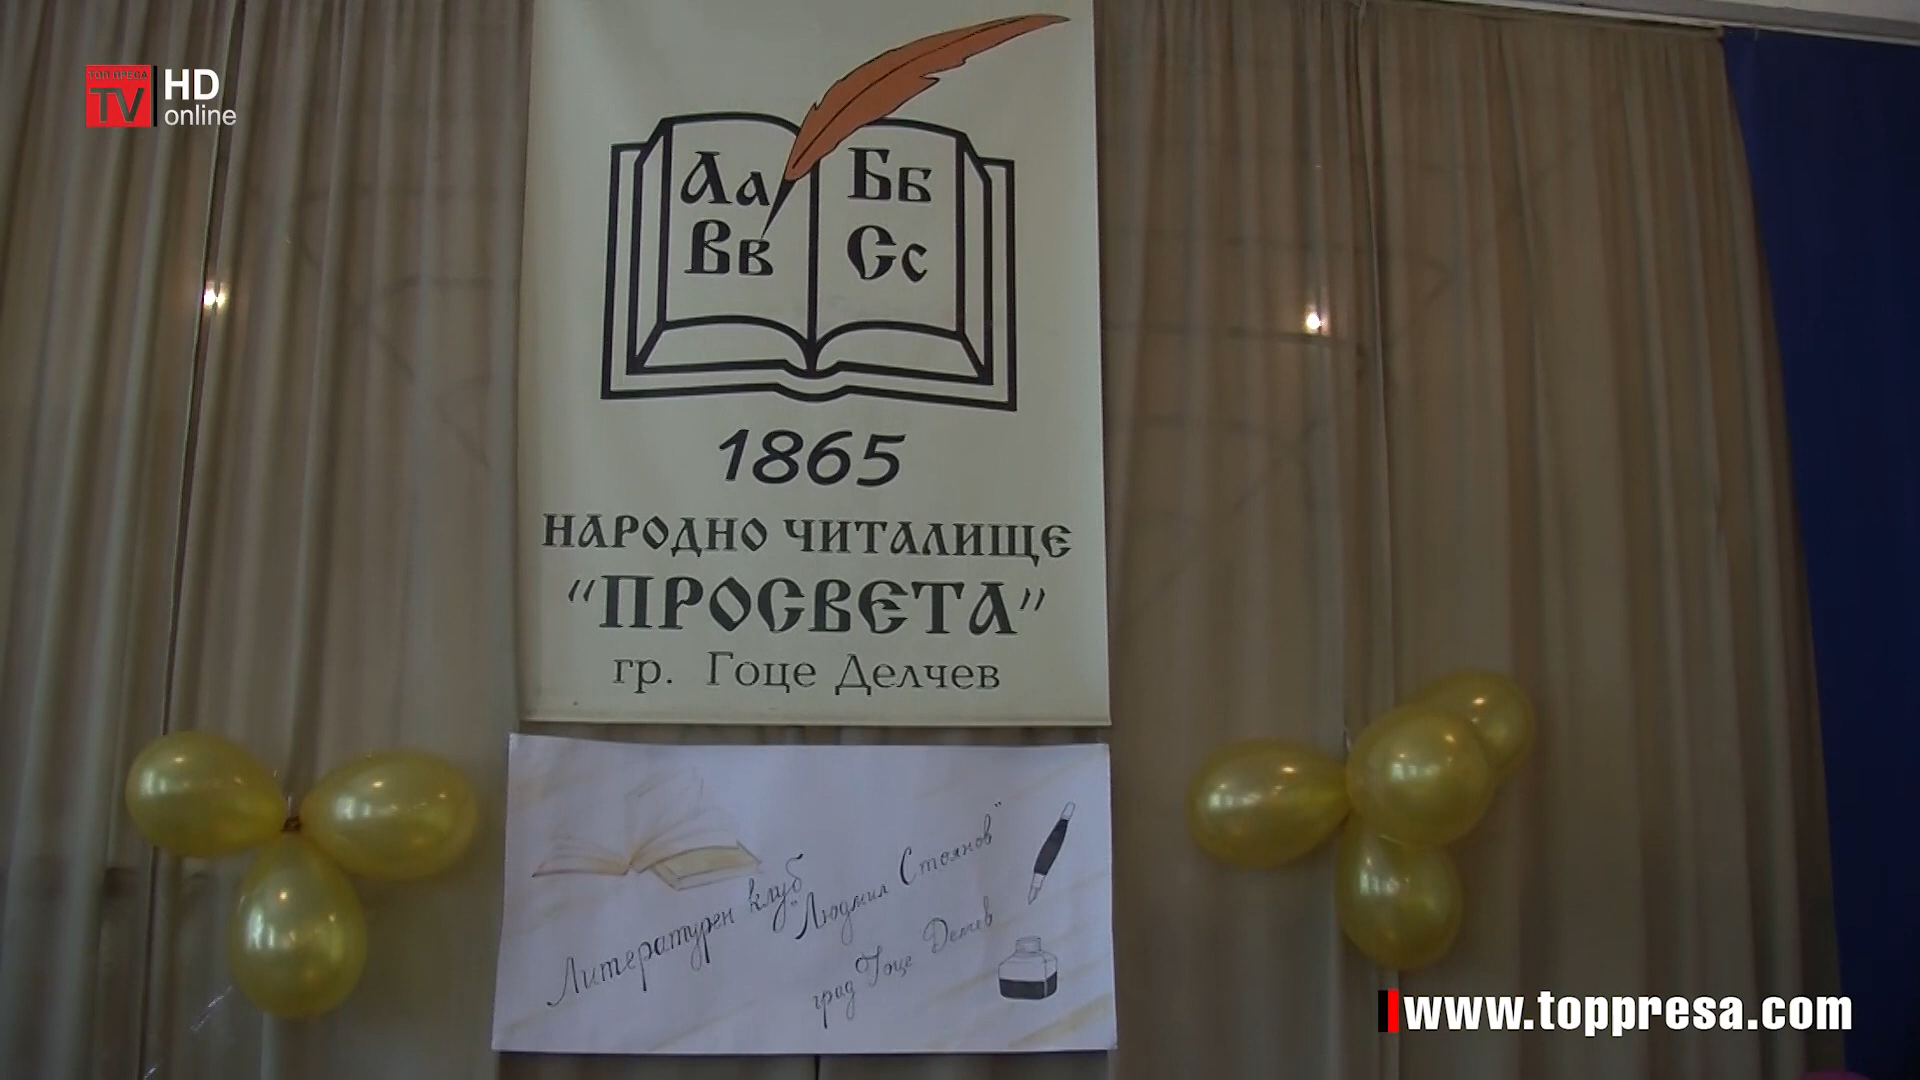 ТОП ПРЕСА
TV
HD
online
Аа
Бб
Вв
Сс
1865
НАРОДНО ЧИТАЛИЩЕ
“ПРОСВЕТА”
гр. Гоце Делчев
Литературен клуб
"Людмил Стоянов"
град Гоце Делчев
www.toppresa.com